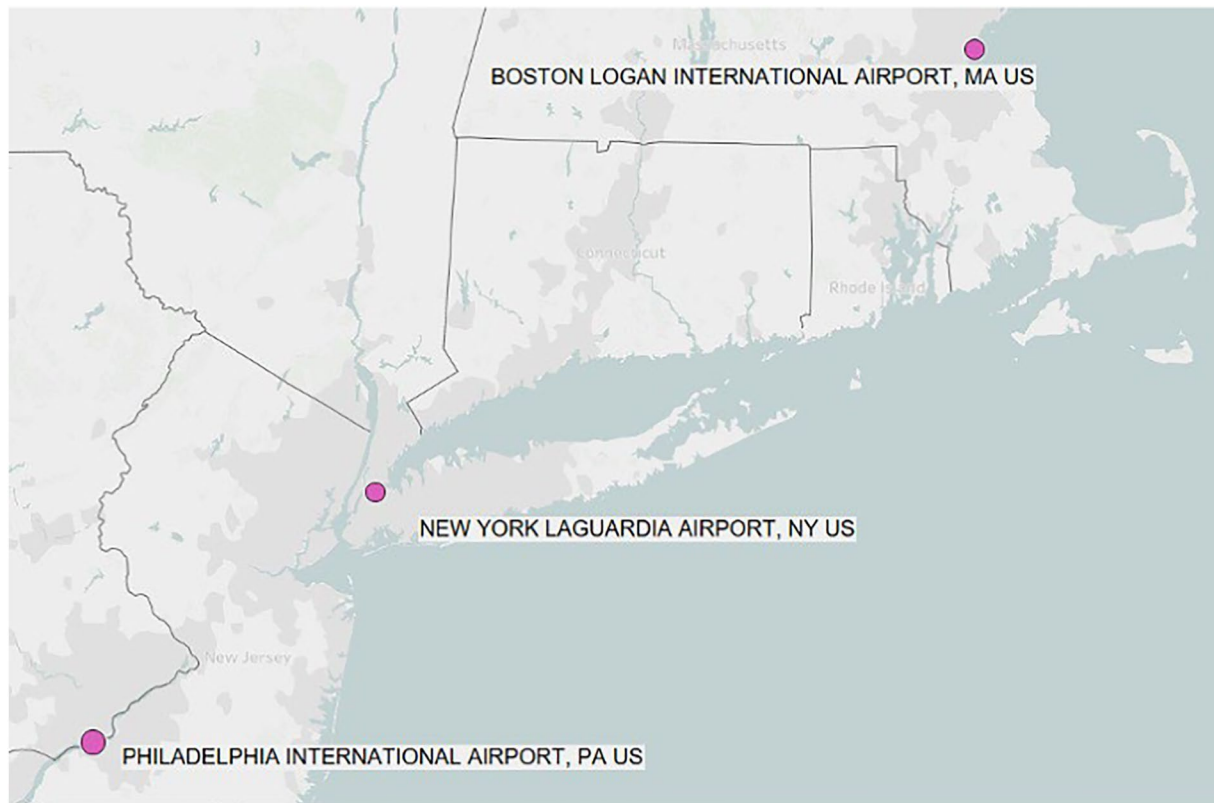 Massachusetts
BOSTON LOGAN INTERNATIONAL AIRPORT, MA US
Connecticut
Rhode Island
NEW YORK LAGUARDIA AIRPORT, NY US
New Jersey
PHILADELPHIA INTERNATIONAL AIRPORT, PA US